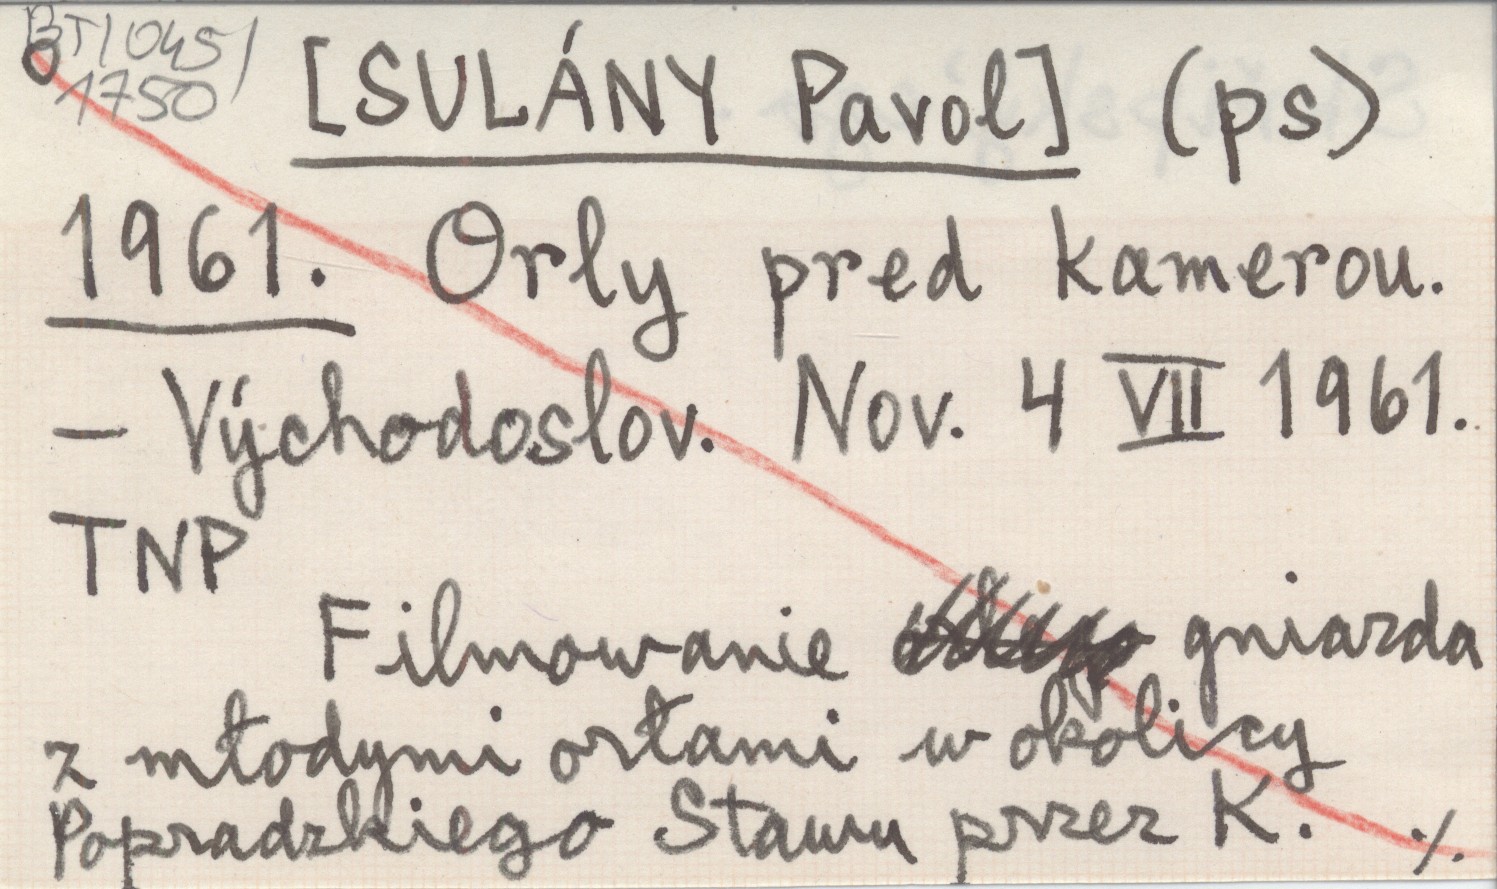 BT/045/
1750
[SULÁNY Pavol] (ps)
1961. Orly pred kamerou.
– Východoslov. Nov. 4 VII 1961.
TNP
Filmowanie gniazda
z młodymi orłami w okolicy
Popradzkiego Stawu przez K. ./.